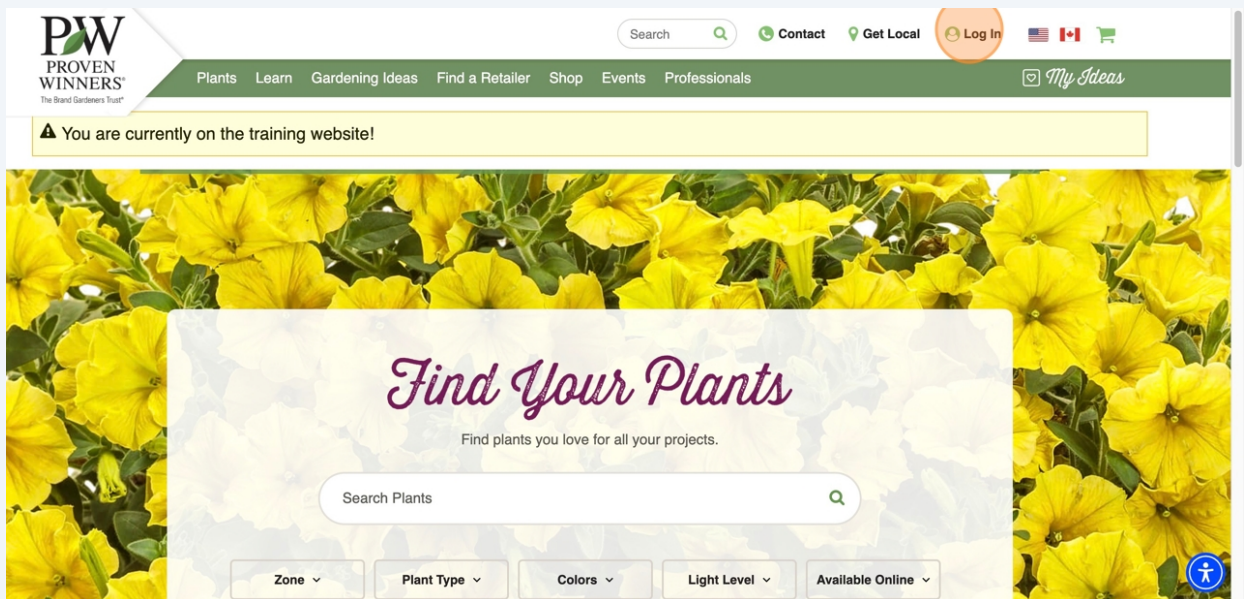 PW
PROVEN
WINNERS®
The Brand Gardeners Trust®
Search
Contact
Get Local
Log In
Plants Learn Gardening Ideas Find a Retailer Shop Events Professionals
My Ideas
You are currently on the training website!
Find Your Plants
Find plants you love for all your projects.
Search Plants
Zone Plant Type Colors Light Level Available Online